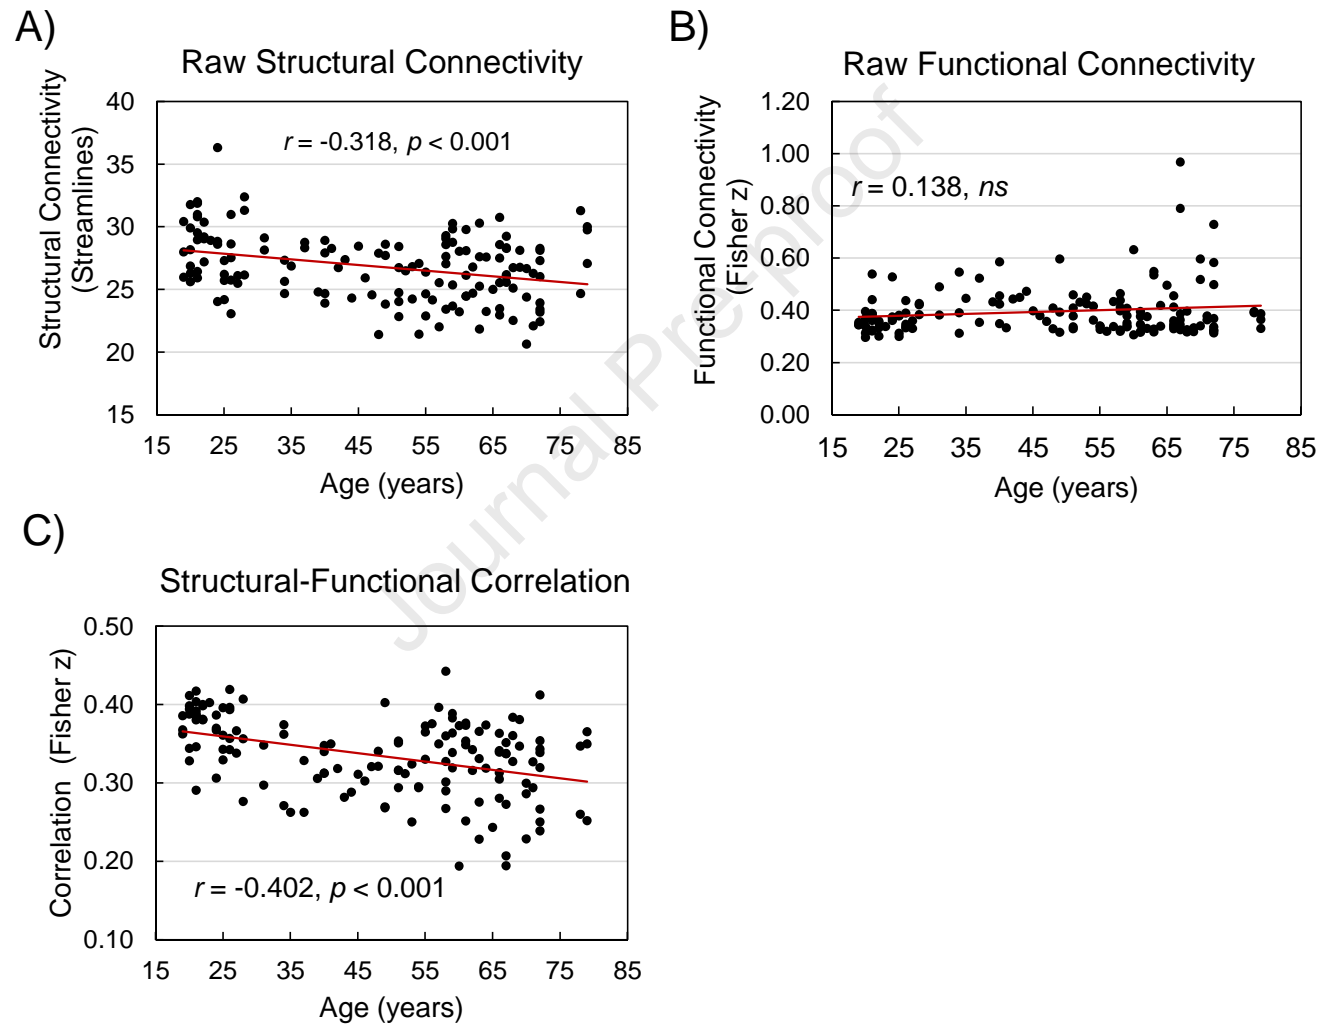 A)
Raw Structural Connectivity
Structural Connectivity
(Streamlines)
40
35
30
25
20
15
r = -0.318, p < 0.001
15 25 35 45 55 65 75 85
Age (years)
B)
Raw Functional Connectivity
Functional Connectivity
(Fisher z)
1.20
1.00
0.80
0.60
0.40
0.20
0.00
r = 0.138, ns
15 25 35 45 55 65 75 85
Age (years)
C)
Structural-Functional Correlation
Correlation (Fisher z)
0.50
0.40
0.30
0.20
0.10
r = -0.402, p < 0.001
15 25 35 45 55 65 75 85
Age (years)
Journal Pre-proof